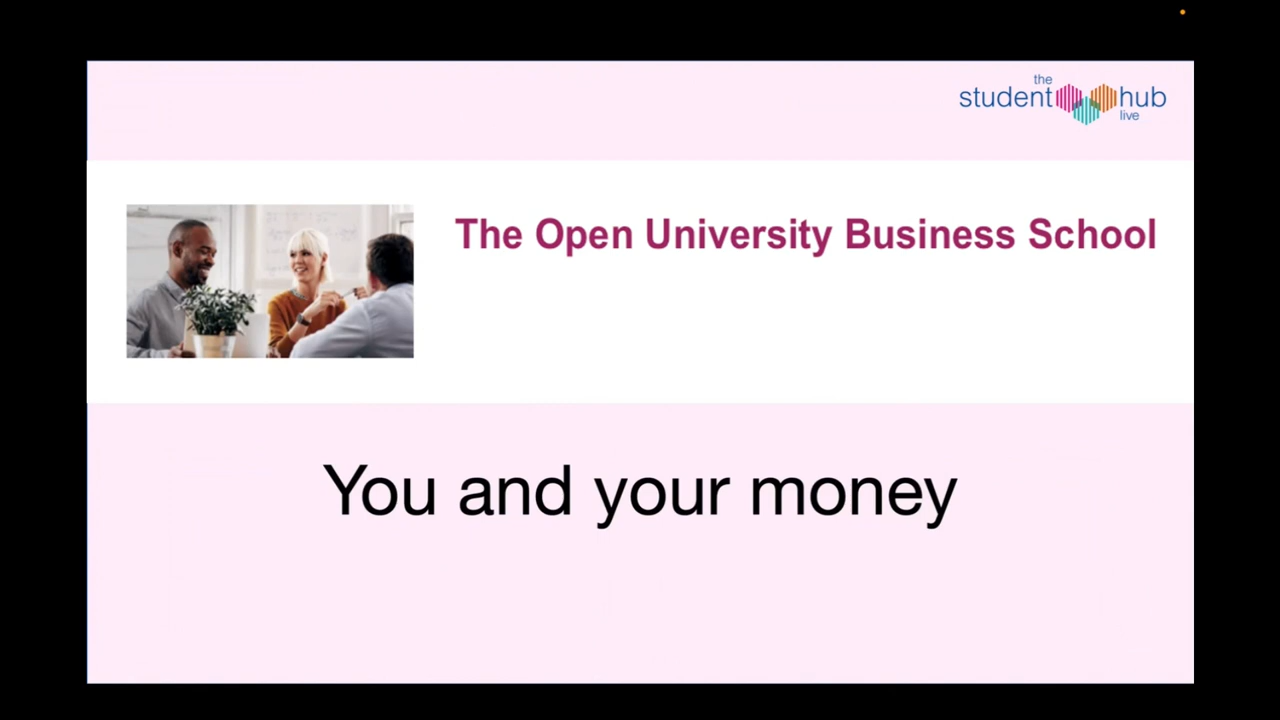 the
student hub
live
The Open University Business School
You and your money